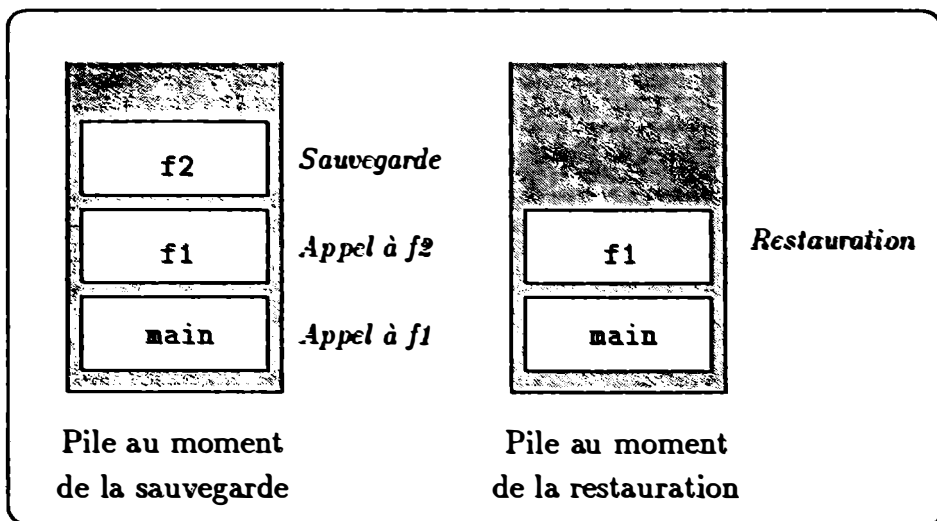 f2
Sauvegarde
f1
Appel à f2
f1
Restauration
main
Appel à f1
main
Pile au moment
de la sauvegarde
Pile au moment
de la restauration